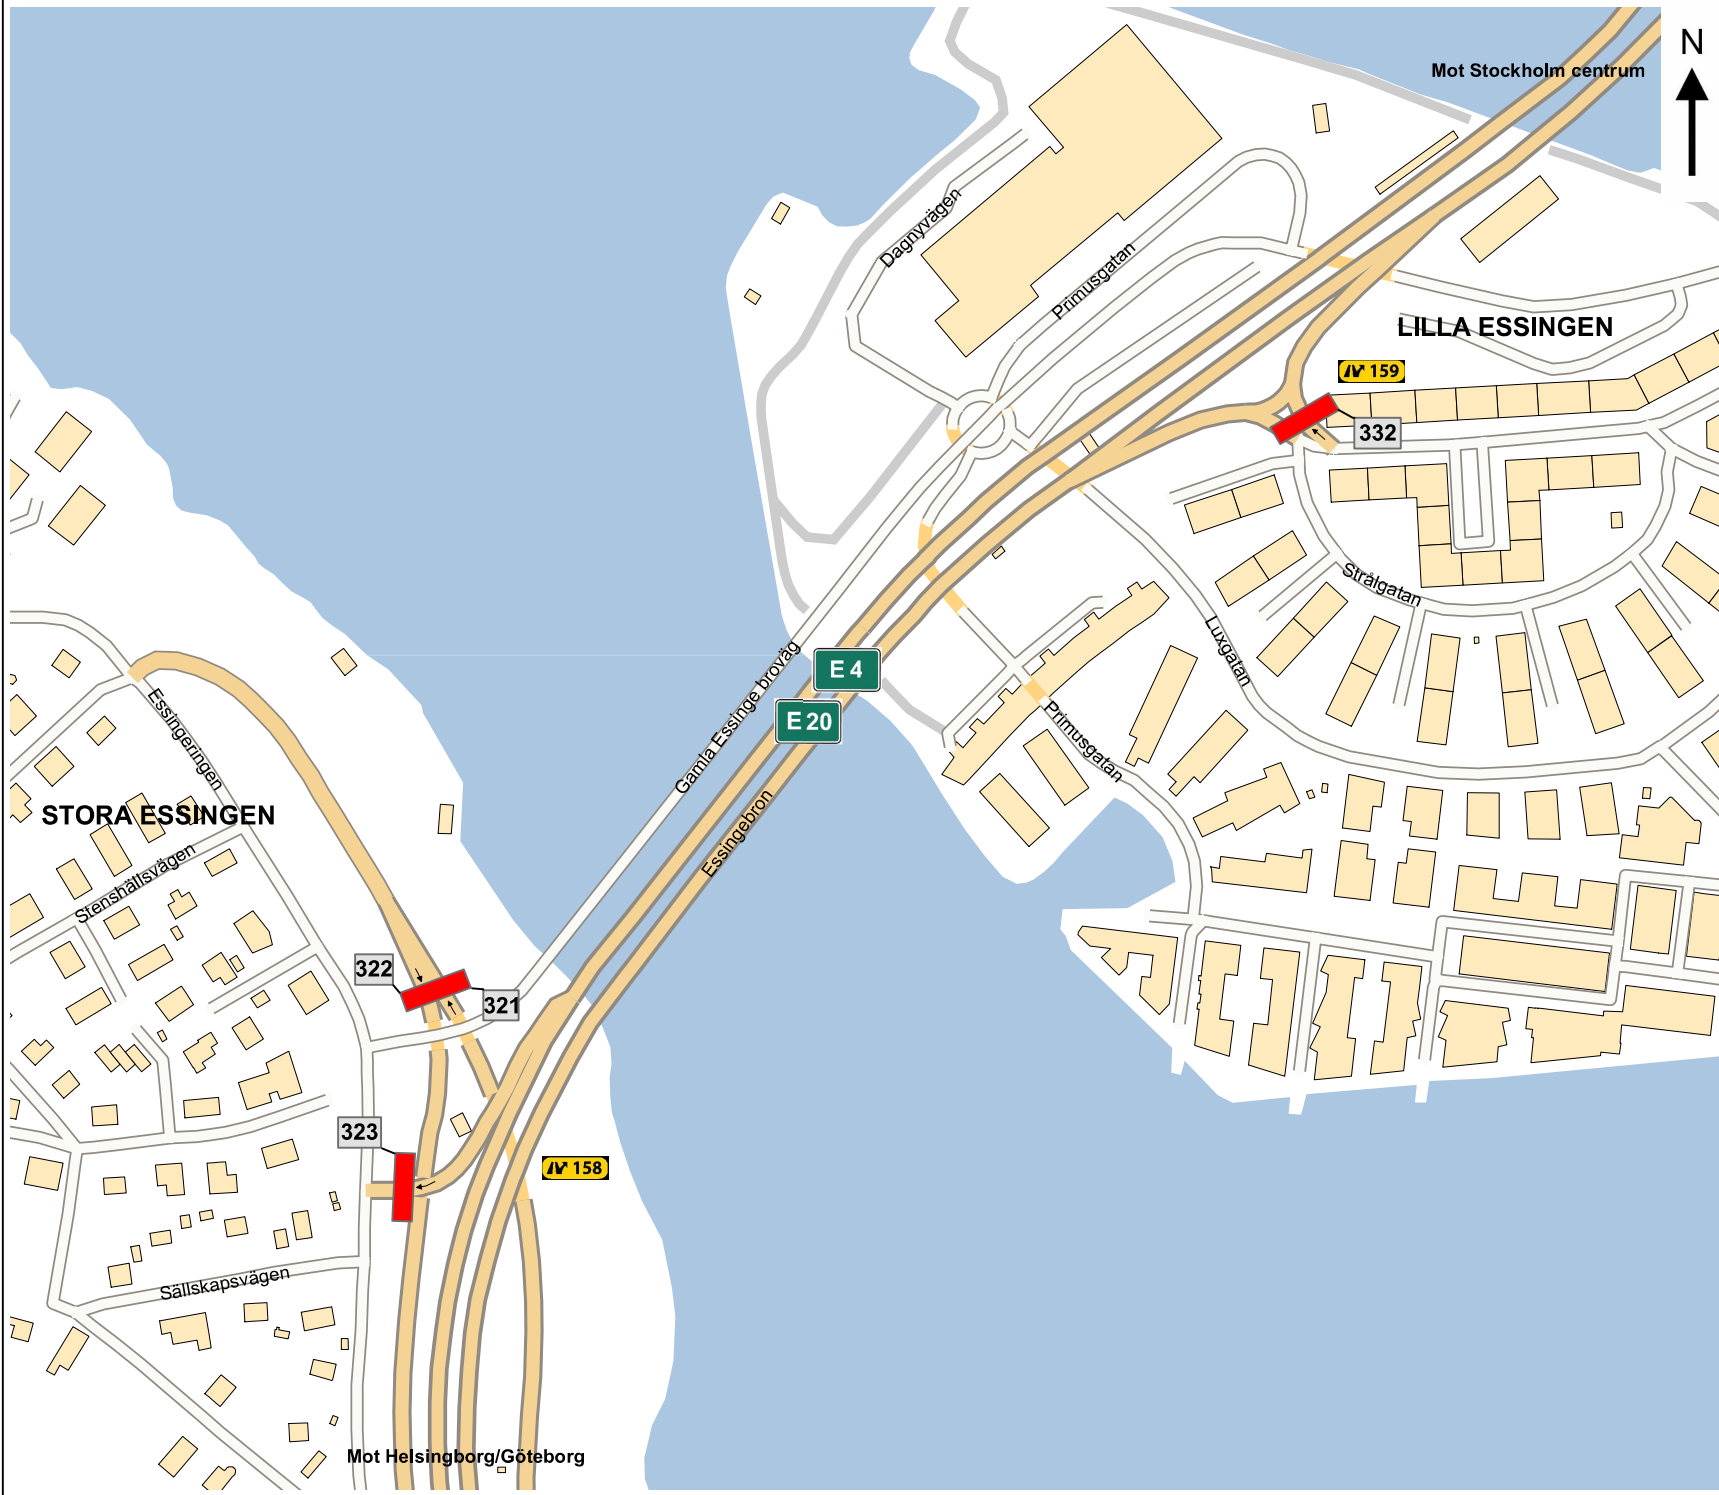 N
Mot Stockholm centrum
Dagnyvägen
Primusgatan
LILLA ESSINGEN
159
332
Strålgatan
Luxgatan
Gamla Essinge broväg
E 4
E 20
Essingeringen
Primusgatan
STORA ESSINGEN
Essingebron
Stenshällsvägen
322
321
323
158
Sällskapsvägen
Mot Helsingborg/Göteborg